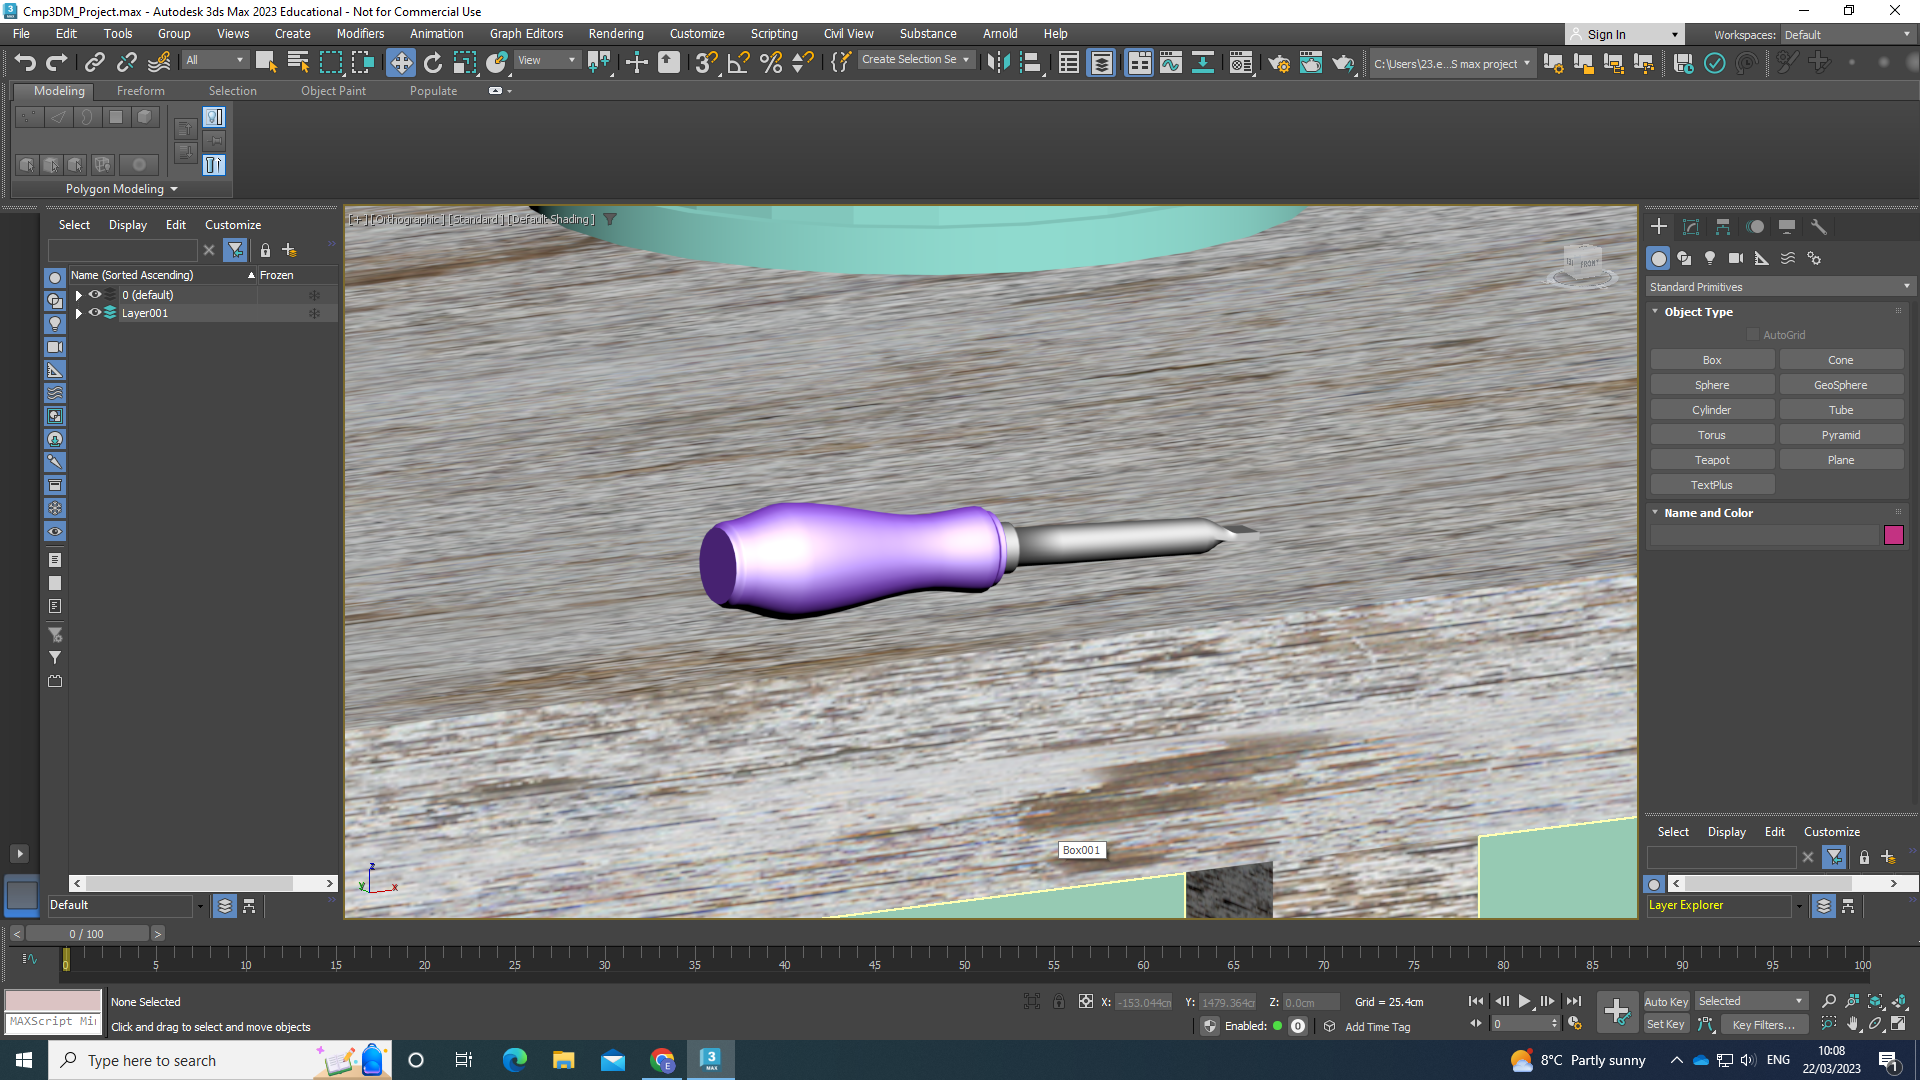 Cmp3DM_Project.max - Autodesk 3ds Max 2023 Educational - Not for Commercial Use
File Edit Tools Group Views Create Modifiers Animation Graph Editors Rendering Customize Scripting Civil View Substance Arnold Help
Sign In
Workspaces: Default
All
View
Create Selection Se
C:\Users\23.e...S max project
Modeling Freeform Selection Object Paint Populate
Polygon Modeling
Select Display Edit Customize
Name (Sorted Ascending) Frozen
0 (default)
Layer001
Default
[+] [Orthographic] [Standard] [Default Shading]
FRONT
Box001
z
y
x
Standard Primitives
Object Type
AutoGrid
Box Cone
Sphere GeoSphere
Cylinder Tube
Torus Pyramid
Teapot Plane
TextPlus
Name and Color
Select Display Edit Customize
Layer Explorer
0 / 100
0 5 10 15 20 25 30 35 40 45 50 55 60 65 70 75 80 85 90 95 100
None Selected
MAXScript Mi
Click and drag to select and move objects
X: -153.044cm Y: 1479.364cm Z: 0.0cm Grid = 25.4cm
Enabled: 0 Add Time Tag
0
Auto Key Selected
Set Key Key Filters...
Type here to search
3
MAX
8°C Partly sunny
ENG
10:08
22/03/2023
1